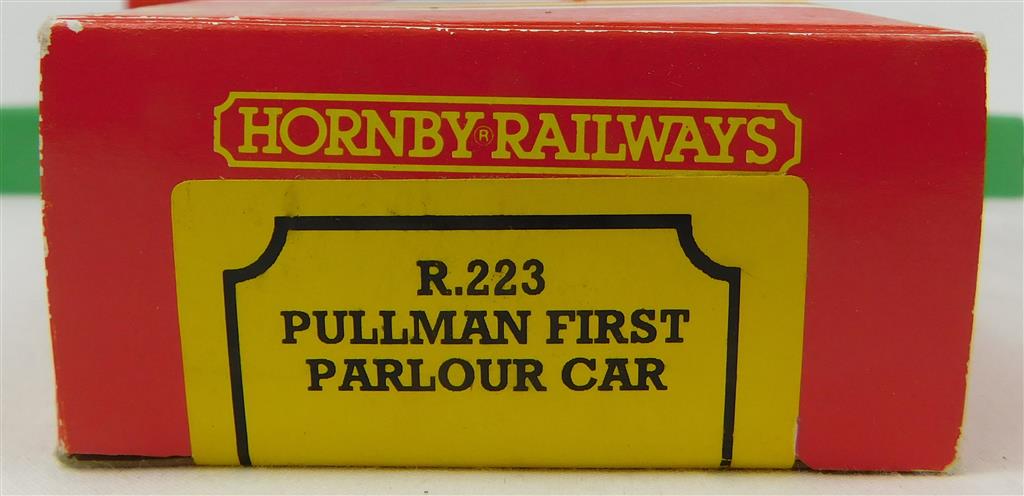 HORNBY® RAILWAYS
R.223
PULLMAN FIRST
PARLOUR CAR